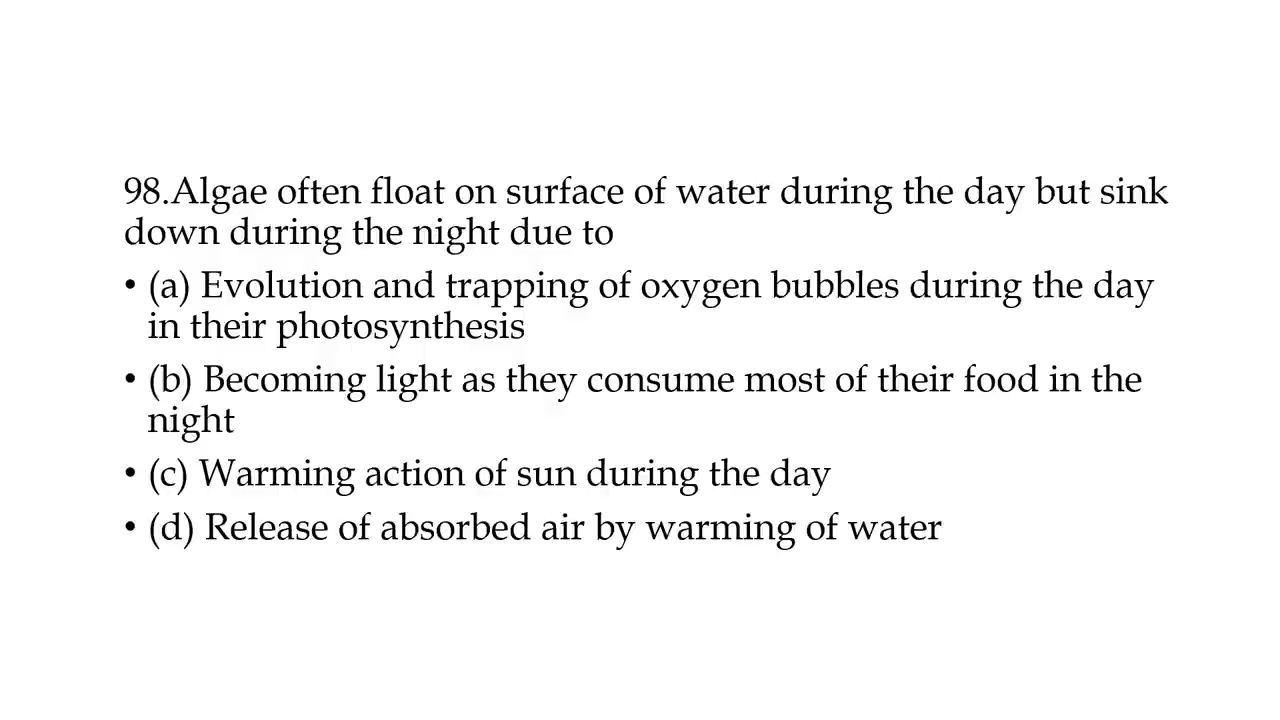 98.Algae often float on surface of water during the day but sink
down during the night due to
• (a) Evolution and trapping of oxygen bubbles during the day
in their photosynthesis
• (b) Becoming light as they consume most of their food in the
night
• (c) Warming action of sun during the day
• (d) Release of absorbed air by warming of water